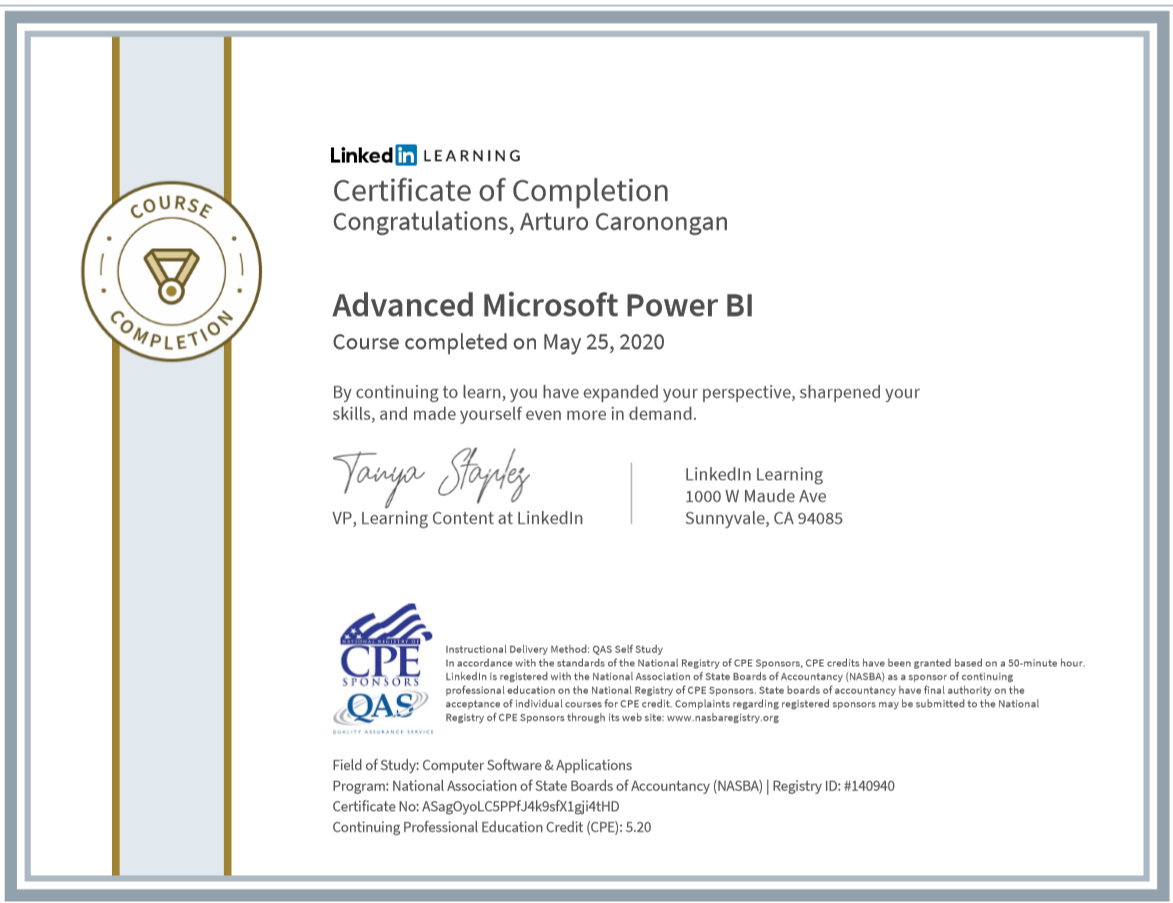 LinkedIn LEARNING
Certificate of Completion
Congratulations, Arturo Caronongan
COURSE
COMPLETION
Advanced Microsoft Power BI
Course completed on May 25, 2020
By continuing to learn, you have expanded your perspective, sharpened your
skills, and made yourself even more in demand.
Tanya Staples
VP, Learning Content at LinkedIn
LinkedIn Learning
1000 W Maude Ave
Sunnyvale, CA 94085
NATIONAL REGISTRY OF
CPE
SPONSORS
QAS
QUALITY ASSURANCE SERVICE
Instructional Delivery Method: QAS Self Study
In accordance with the standards of the National Registry of CPE Sponsors, CPE credits have been granted based on a 50-minute hour.
LinkedIn is registered with the National Association of State Boards of Accountancy (NASBA) as a sponsor of continuing
professional education on the National Registry of CPE Sponsors. State boards of accountancy have final authority on the
acceptance of individual courses for CPE credit. Complaints regarding registered sponsors may be submitted to the National
Registry of CPE Sponsors through its web site: www.nasbaregistry.org
Field of Study: Computer Software & Applications
Program: National Association of State Boards of Accountancy (NASBA) | Registry ID: #140940
Certificate No: ASagOyoLC5PPfJ4k9sfX1gji4tHD
Continuing Professional Education Credit (CPE): 5.20